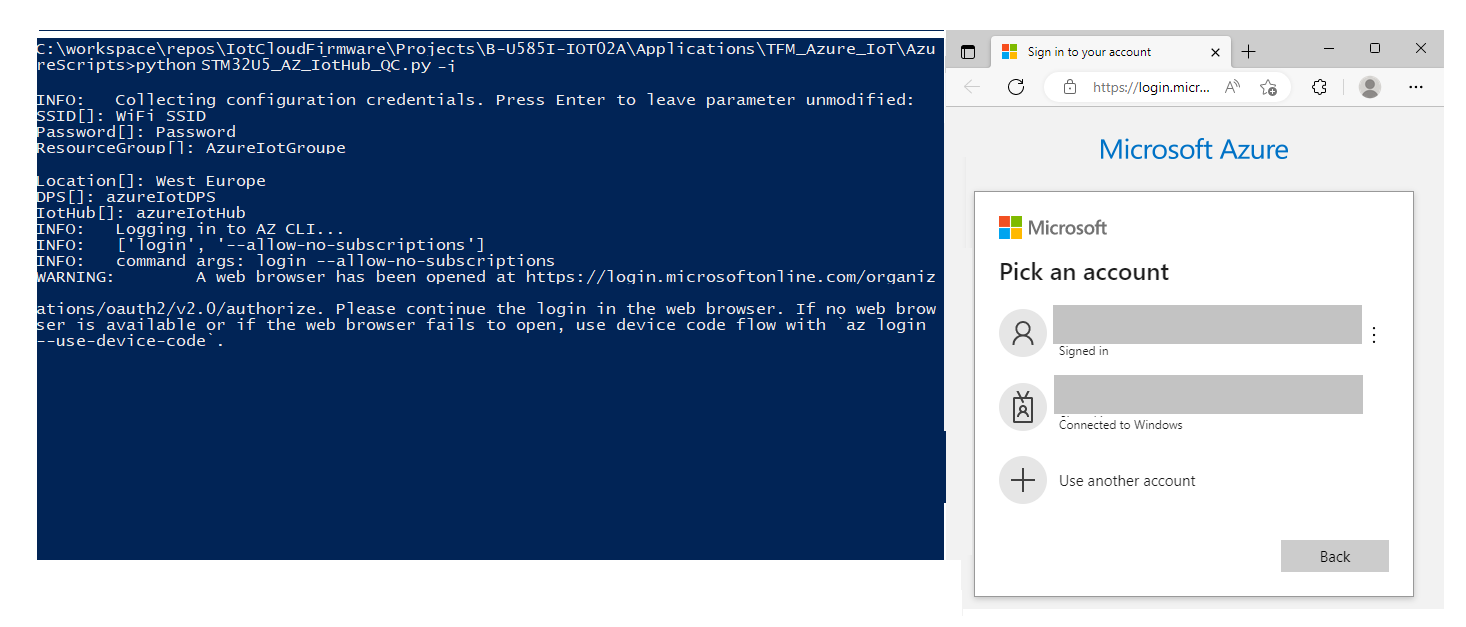 C:\workspace\repos\IotCloudFirmware\Projects\B-U585I-IOT02A\Applications\TFM_Azure_IoT\Azu
reScripts>python STM32U5_AZ_IotHub_QC.py -i
INFO: Collecting configuration credentials. Press Enter to leave parameter unmodified:
SSID[]: WiFi SSID
Password[]: Password
ResourceGroup[]: AzureIotGroupe
Location[]: West Europe
DPS[]: azureIotDPS
IotHub[]: azureIotHub
INFO: Logging in to AZ CLI...
INFO: ['login', '--allow-no-subscriptions']
INFO: command args: login --allow-no-subscriptions
WARNING: A web browser has been opened at https://login.microsoftonline.com/organiz
ations/oauth2/v2.0/authorize. Please continue the login in the web browser. If no web brow
ser is available or if the web browser fails to open, use device code flow with `az login
--use-device-code`.
Sign in to your account
https://login.micr...
Microsoft Azure
Microsoft
Pick an account
Signed in
Connected to Windows
Use another account
Back